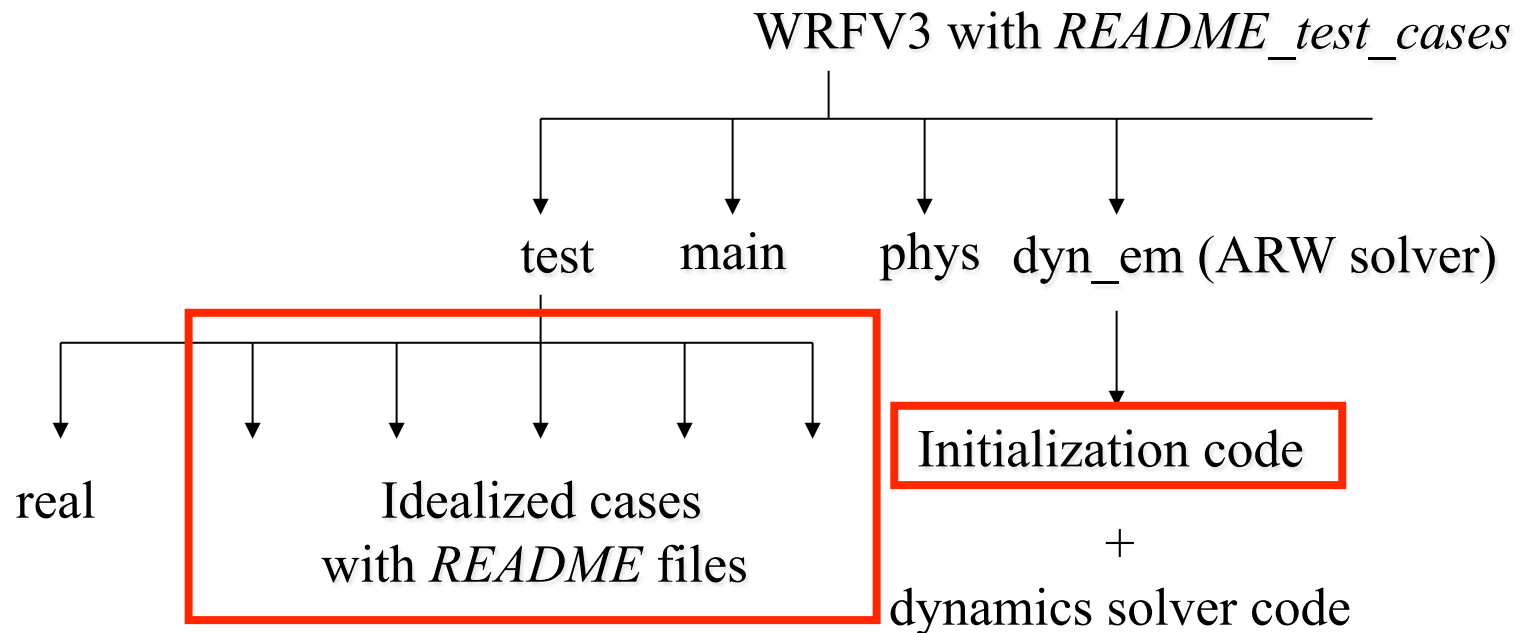 WRFV3 with README_test_cases
test main phys dyn_em (ARW solver)
real
Idealized cases
with README files
Initialization code
+
dynamics solver code